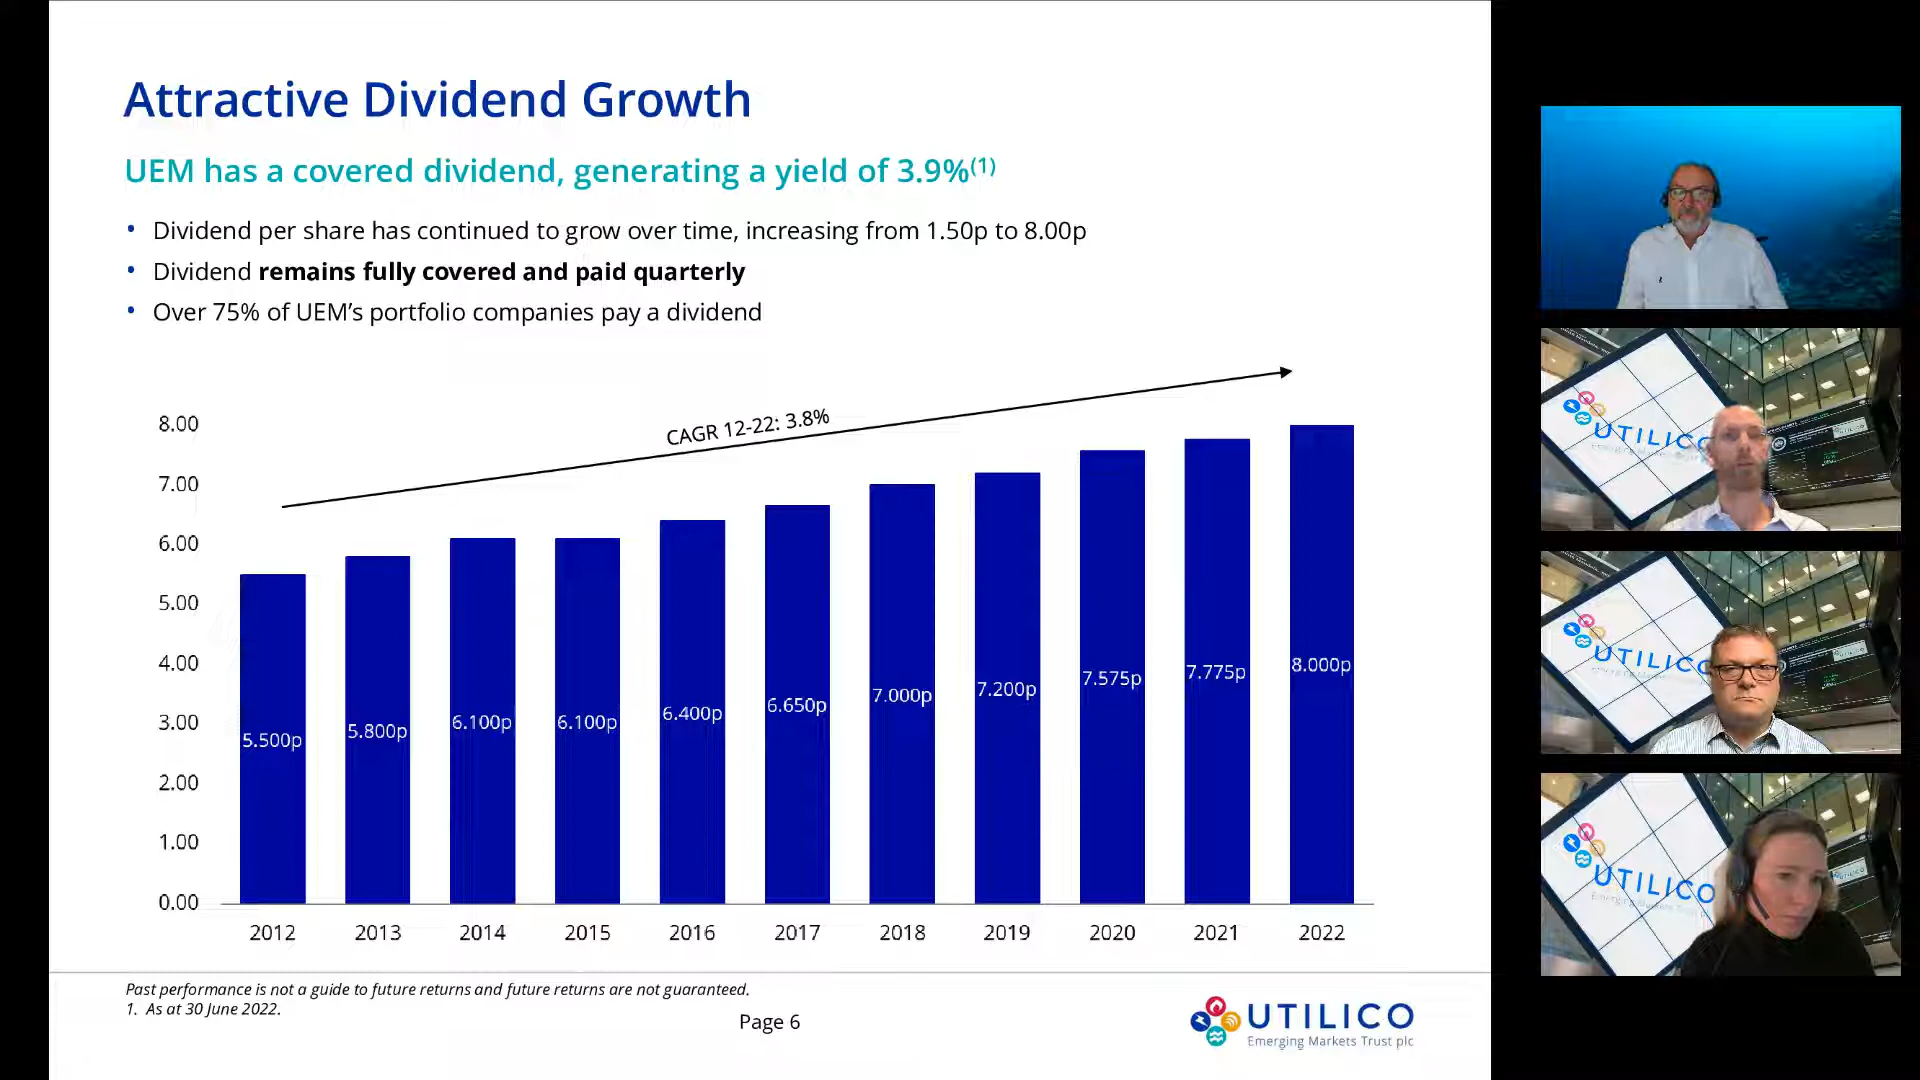 Attractive Dividend Growth
UEM has a covered dividend, generating a yield of 3.9%(1)
• Dividend per share has continued to grow over time, increasing from 1.50p to 8.00p
• Dividend remains fully covered and paid quarterly
• Over 75% of UEM’s portfolio companies pay a dividend
CAGR 12-22: 3.8%
8.00
7.00
6.00
5.00
4.00
3.00
2.00
1.00
0.00
5.500p 5.800p 6.100p 6.100p 6.400p 6.650p 7.000p 7.200p 7.575p 7.775p 8.000p
2012 2013 2014 2015 2016 2017 2018 2019 2020 2021 2022
Past performance is not a guide to future returns and future returns are not guaranteed.
1. As at 30 June 2022.
Page 6
UTILICO
Emerging Markets Trust plc
UTILICO
UTILICO
UTILICO
Emerging Markets